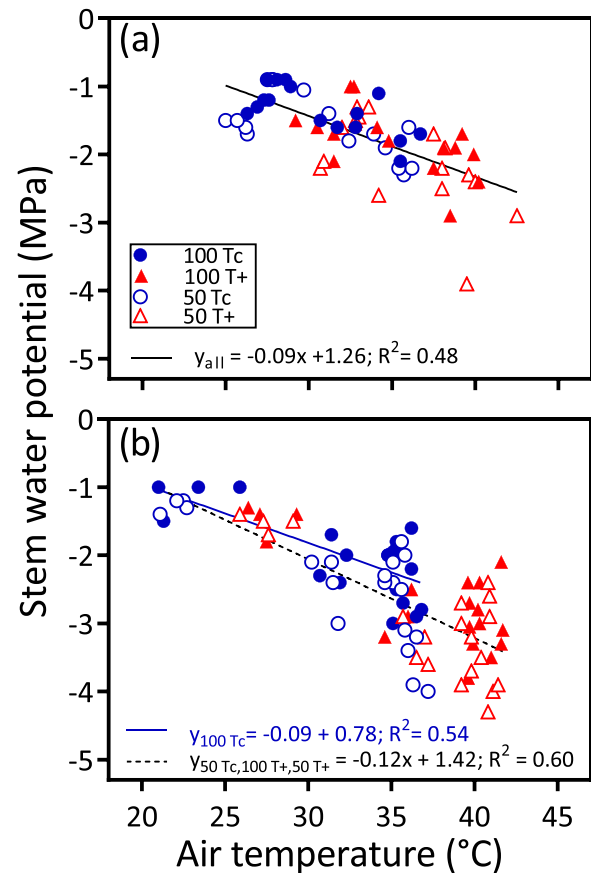 Stem water potential (MPa)
(a)
0
-1
-2
-3
-4
-5
100 Tc
100 T+
50 Tc
50 T+
yall = -0.09x +1.26; R2= 0.48
(b)
0
-1
-2
-3
-4
-5
y100 Tc= -0.09 + 0.78; R2= 0.54
y50 Tc,100 T+,50 T+ = -0.12x + 1.42; R2 = 0.60
20 25 30 35 40 45
Air temperature (°C)